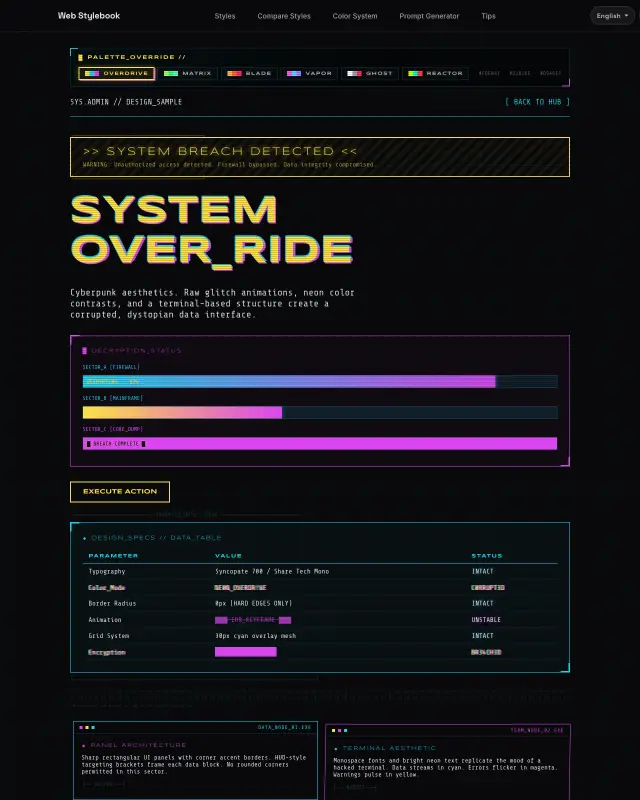 Web Stylebook
Styles
Compare Styles
Color System
Prompt Generator
Tips
English
PALETTE_OVERRIDE //
OVERDRIVE
MATRIX
BLADE
VAPOR
GHOST
REACTOR
SYS.ADMIN // DESIGN_SAMPLE
[ BACK TO HUB ]
>> SYSTEM BREACH DETECTED <<
WARNING: Unauthorized access detected. Firewall bypassed. Data integrity compromised.
SYSTEM
OVER_RIDE
Cyberpunk aesthetics. Raw glitch animations, neon color
contrasts, and a terminal-based structure create a
corrupted, dystopian data interface.
DECRYPTION_STATUS
SECTOR_A [FIREWALL]
SECTOR_B [MAINFRAME]
SECTOR_C [CORE_DUMP]
BREACH COMPLETE
EXECUTE ACTION
DESIGN_SPECS // DATA_TABLE
PARAMETER VALUE STATUS
Typography Syncopate 700 / Share Tech Mono INTACT
Color_Mode NEON_OVERDRIVE CORRUPTED
Border Radius 0px (HARD EDGES ONLY) INTACT
Animation UNSTABLE
Grid System 30px cyan overlay mesh INTACT
Encryption
DATA_NODE_01.EXE
PANEL ARCHITECTURE
Sharp rectangular UI panels with corner accent borders. HUD-style
targeting brackets frame each data block. No rounded corners
permitted in this sector.
TERM_NODE_02.EXE
TERMINAL AESTHETIC
Monospace fonts and bright neon text replicate the mood of a
hacked terminal. Data streams in cyan. Errors flicker in magenta.
Warnings pulse in yellow.